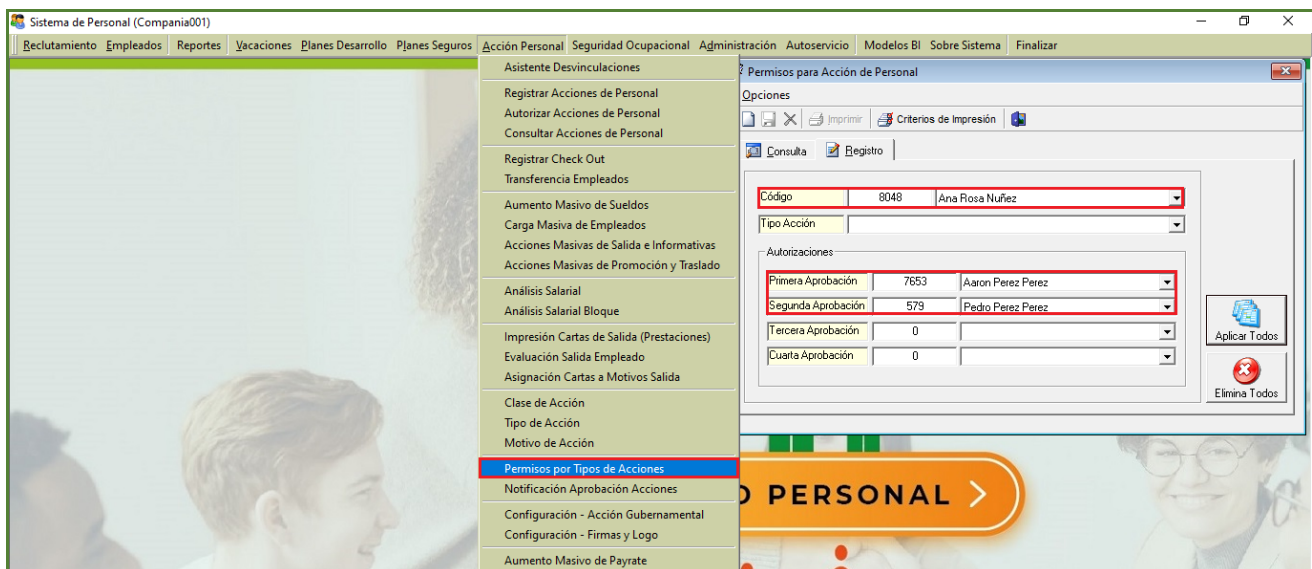 Sistema de Personal (Compania001)
Reclutamiento Empleados Reportes Vacaciones Planes Desarrollo Planes Seguros Acción Personal Seguridad Ocupacional Administración Autoservicio Modelos BI Sobre Sistema Finalizar
Asistente Desvinculaciones
Registrar Acciones de Personal
Autorizar Acciones de Personal
Consultar Acciones de Personal
Registrar Check Out
Transferencia Empleados
Aumento Masivo de Sueldos
Carga Masiva de Empleados
Acciones Masivas de Salida e Informativas
Acciones Masivas de Promoción y Traslado
Análisis Salarial
Análisis Salarial Bloque
Impresión Cartas de Salida (Prestaciones)
Evaluación Salida Empleado
Asignación Cartas a Motivos Salida
Clase de Acción
Tipo de Acción
Motivo de Acción
Permisos por Tipos de Acciones
Notificación Aprobación Acciones
Configuración - Acción Gubernamental
Configuración - Firmas y Logo
Aumento Masivo de Payrate
Permisos para Acción de Personal
Opciones
Imprimir Criterios de Impresión
Consulta Registro
Código 8048 Ana Rosa Nuñez
Tipo Acción
Autorizaciones
Primera Aprobación 7653 Aaron Perez Perez
Segunda Aprobación 579 Pedro Perez Perez
Tercera Aprobación 0
Cuarta Aprobación 0
Aplicar Todos
Elimina Todos
PERSONAL >